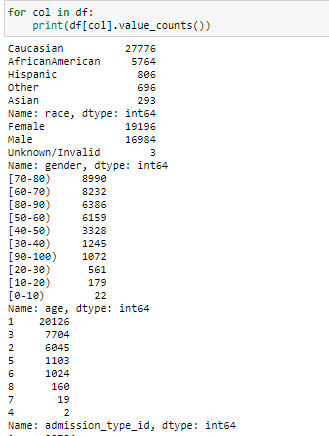 for col in df:
    print(df[col].value_counts())
Caucasian          27776
AfricanAmerican     5764
Hispanic             806
Other                696
Asian                293
Name: race, dtype: int64
Female             19196
Male               16984
Unknown/Invalid        3
Name: gender, dtype: int64
[70-80)     8990
[60-70)     8232
[80-90)     6386
[50-60)     6159
[40-50)     3328
[30-40)     1245
[90-100)    1072
[20-30)      561
[10-20)      179
[0-10)        22
Name: age, dtype: int64
1    20126
3     7704
2     6045
5     1103
6     1024
8      160
7       19
4        2
Name: admission_type_id, dtype: int64